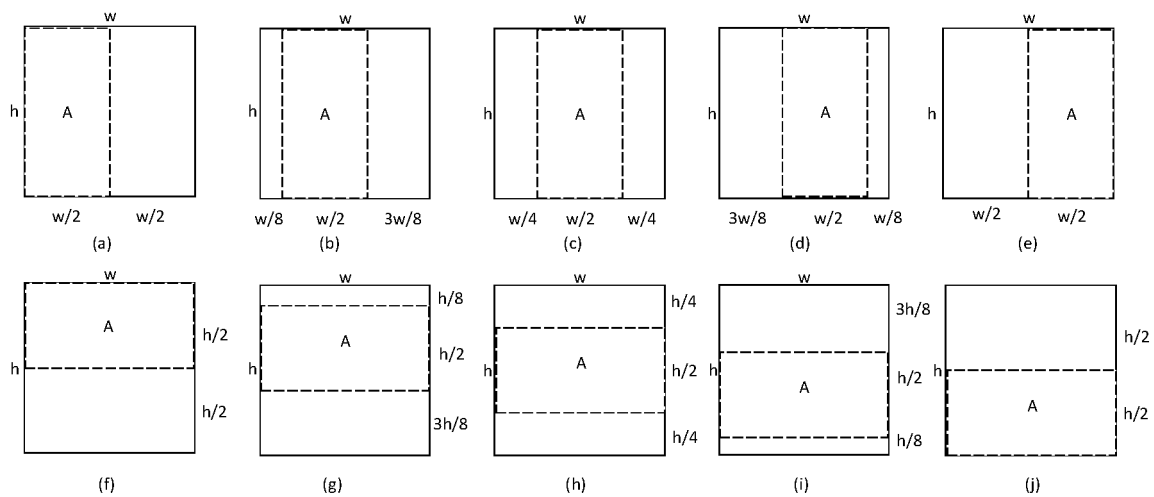 w w w w w
h A h A h A h A h A
w/2 w/2 w/8 w/2 3w/8 w/4 w/2 w/4 3w/8 w/2 w/8 w/2 w/2
(a) (b) (c) (d) (e)
w w w
h/8 h/4 3h/8
A h/2 A h/2 A h/2 h/2
h h h h/2 h A h/2 h A h/2
h/2 3h/8 h/4 h/8
(f) (g) (h) (i) (j)